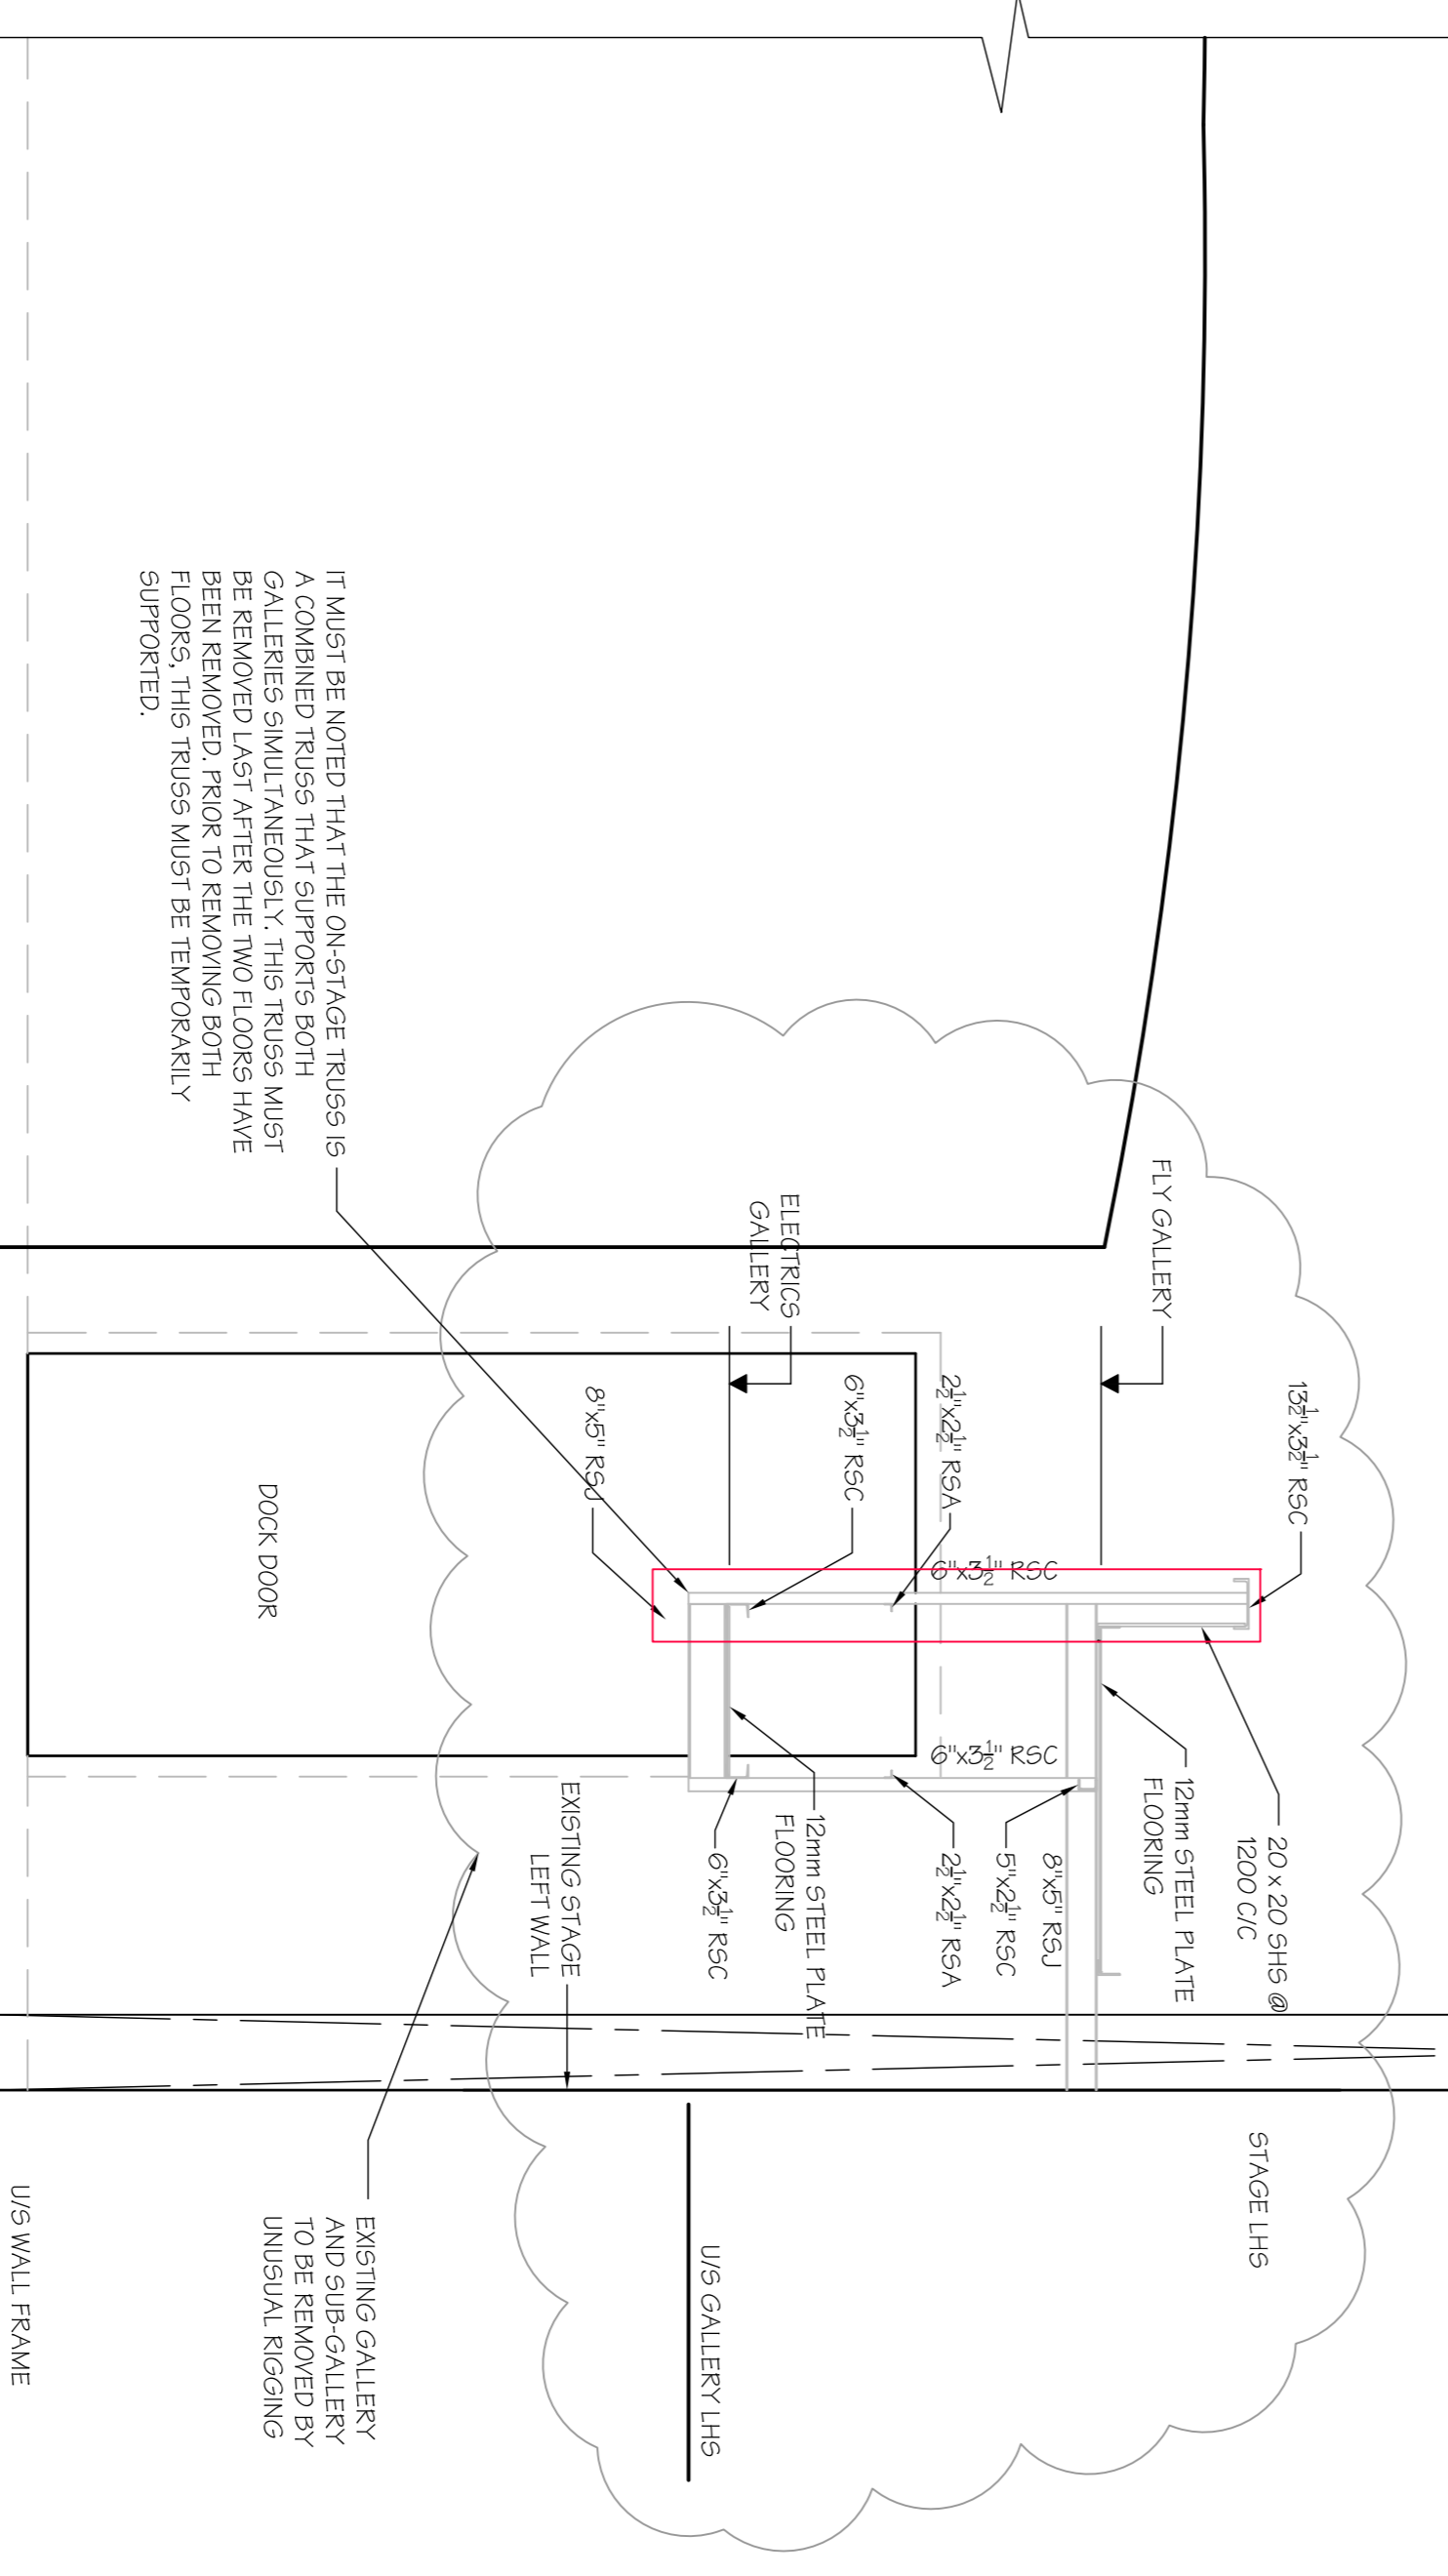 13½"x3½" RSC
20 x 20 SHS @
1200 C/C
STAGE LHS
FLY GALLERY
12mm STEEL PLATE
FLOORING
6"x3½" RSC
6"x3½" RSC
8"x5" RSJ
5"x2½" RSC
2½"x2½" RSA
2½"x2½" RSA
6"x3½" RSC
ELECTRICS
GALLERY
12mm STEEL PLATE
FLOORING
6"x3½" RSC
U/S GALLERY LHS
8"x5" RSJ
EXISTING STAGE
LEFT WALL
IT MUST BE NOTED THAT THE ON-STAGE TRUSS IS
A COMBINED TRUSS THAT SUPPORTS BOTH
GALLERIES SIMULTANEOUSLY. THIS TRUSS MUST
BE REMOVED LAST AFTER THE TWO FLOORS HAVE
BEEN REMOVED. PRIOR TO REMOVING BOTH
FLOORS, THIS TRUSS MUST BE TEMPORARILY
SUPPORTED.
DOCK DOOR
EXISTING GALLERY
AND SUB-GALLERY
TO BE REMOVED BY
UNUSUAL RIGGING
U/S WALL FRAME